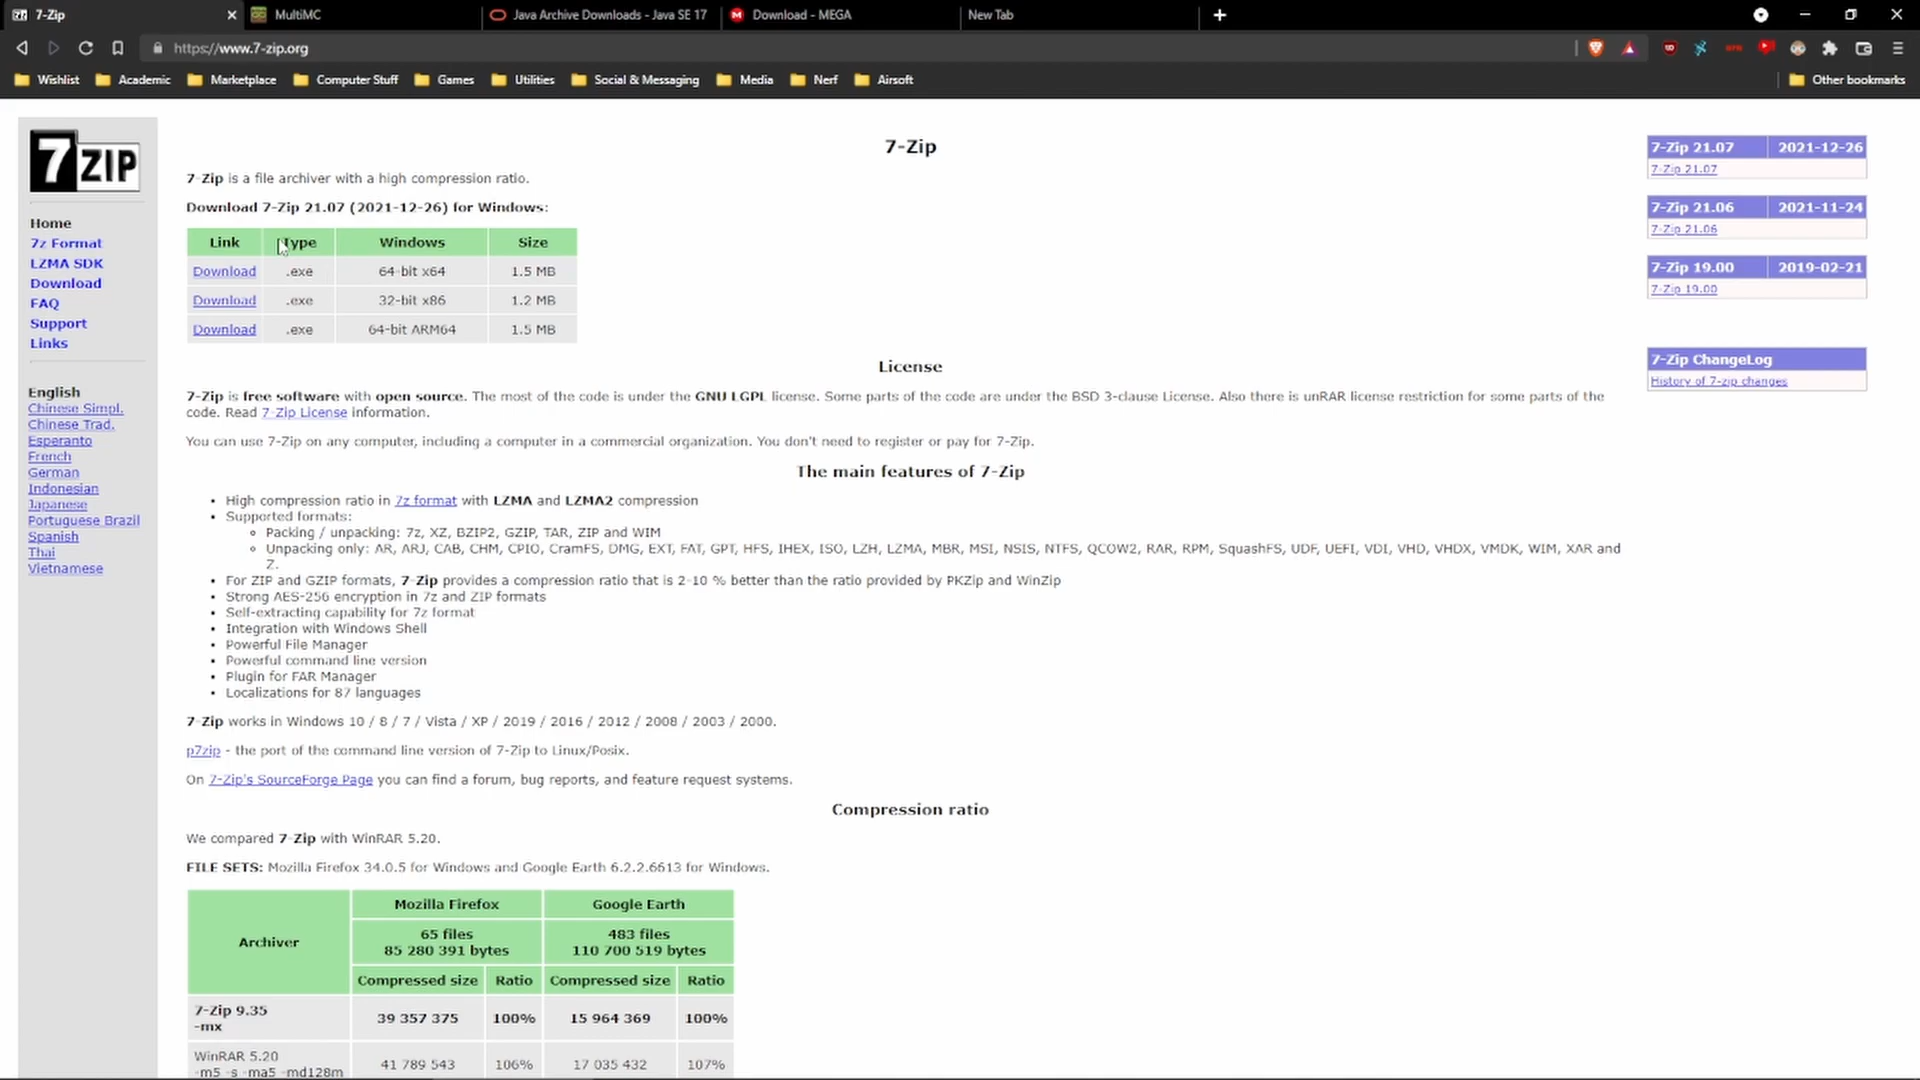 7-Zip
MultiMC
Java Archive Downloads - Java SE 17
Download - MEGA
New Tab
https://www.7-zip.org
Wishlist
Academic
Marketplace
Computer Stuff
Games
Utilities
Social & Messaging
Media
Nerf
Airsoft
Other bookmarks
7ZIP
Home
7z Format
LZMA SDK
Download
FAQ
Support
Links
English
Chinese Simpl.
Chinese Trad.
Esperanto
French
German
Indonesian
Japanese
Portuguese Brazil
Spanish
Thai
Vietnamese
7-Zip
7-Zip is a file archiver with a high compression ratio.
Download 7-Zip 21.07 (2021-12-26) for Windows:
Link Type Windows Size
Download .exe 64-bit x64 1.5 MB
Download .exe 32-bit x86 1.2 MB
Download .exe 64-bit ARM64 1.5 MB
License
7-Zip is free software with open source. The most of the code is under the GNU LGPL license. Some parts of the code are under the BSD 3-clause License. Also there is unRAR license restriction for some parts of the
code. Read 7-Zip License information.
You can use 7-Zip on any computer, including a computer in a commercial organization. You don't need to register or pay for 7-Zip.
The main features of 7-Zip
• High compression ratio in 7z format with LZMA and LZMA2 compression
• Supported formats:
Packing / unpacking: 7z, XZ, BZIP2, GZIP, TAR, ZIP and WIM
Unpacking only: AR, ARJ, CAB, CHM, CPIO, CramFS, DMG, EXT, FAT, GPT, HFS, IHEX, ISO, LZH, LZMA, MBR, MSI, NSIS, NTFS, QCOW2, RAR, RPM, SquashFS, UDF, UEFI, VDI, VHD, VHDX, VMDK, WIM, XAR and
Z.
• For ZIP and GZIP formats, 7-Zip provides a compression ratio that is 2-10 % better than the ratio provided by PKZip and WinZip
• Strong AES-256 encryption in 7z and ZIP formats
• Self-extracting capability for 7z format
• Integration with Windows Shell
• Powerful File Manager
• Powerful command line version
• Plugin for FAR Manager
• Localizations for 87 languages
7-Zip works in Windows 10 / 8 / 7 / Vista / XP / 2019 / 2016 / 2012 / 2008 / 2003 / 2000.
p7zip - the port of the command line version of 7-Zip to Linux/Posix.
On 7-Zip's SourceForge Page you can find a forum, bug reports, and feature request systems.
Compression ratio
We compared 7-Zip with WinRAR 5.20.
FILE SETS: Mozilla Firefox 34.0.5 for Windows and Google Earth 6.2.2.6613 for Windows.
Archiver
Mozilla Firefox Google Earth
65 files 483 files
85 280 391 bytes 110 700 519 bytes
Compressed size Ratio Compressed size Ratio
7-Zip 9.35
-mx
39 357 375 100% 15 964 369 100%
WinRAR 5.20
-m5 -s -ma5 -md128m
41 789 543 106% 17 035 432 107%
7-Zip 21.07 2021-12-26
7-Zip 21.07
7-Zip 21.06 2021-11-24
7-Zip 21.06
7-Zip 19.00 2019-02-21
7-Zip 19.00
7-Zip ChangeLog
History of 7-zip changes